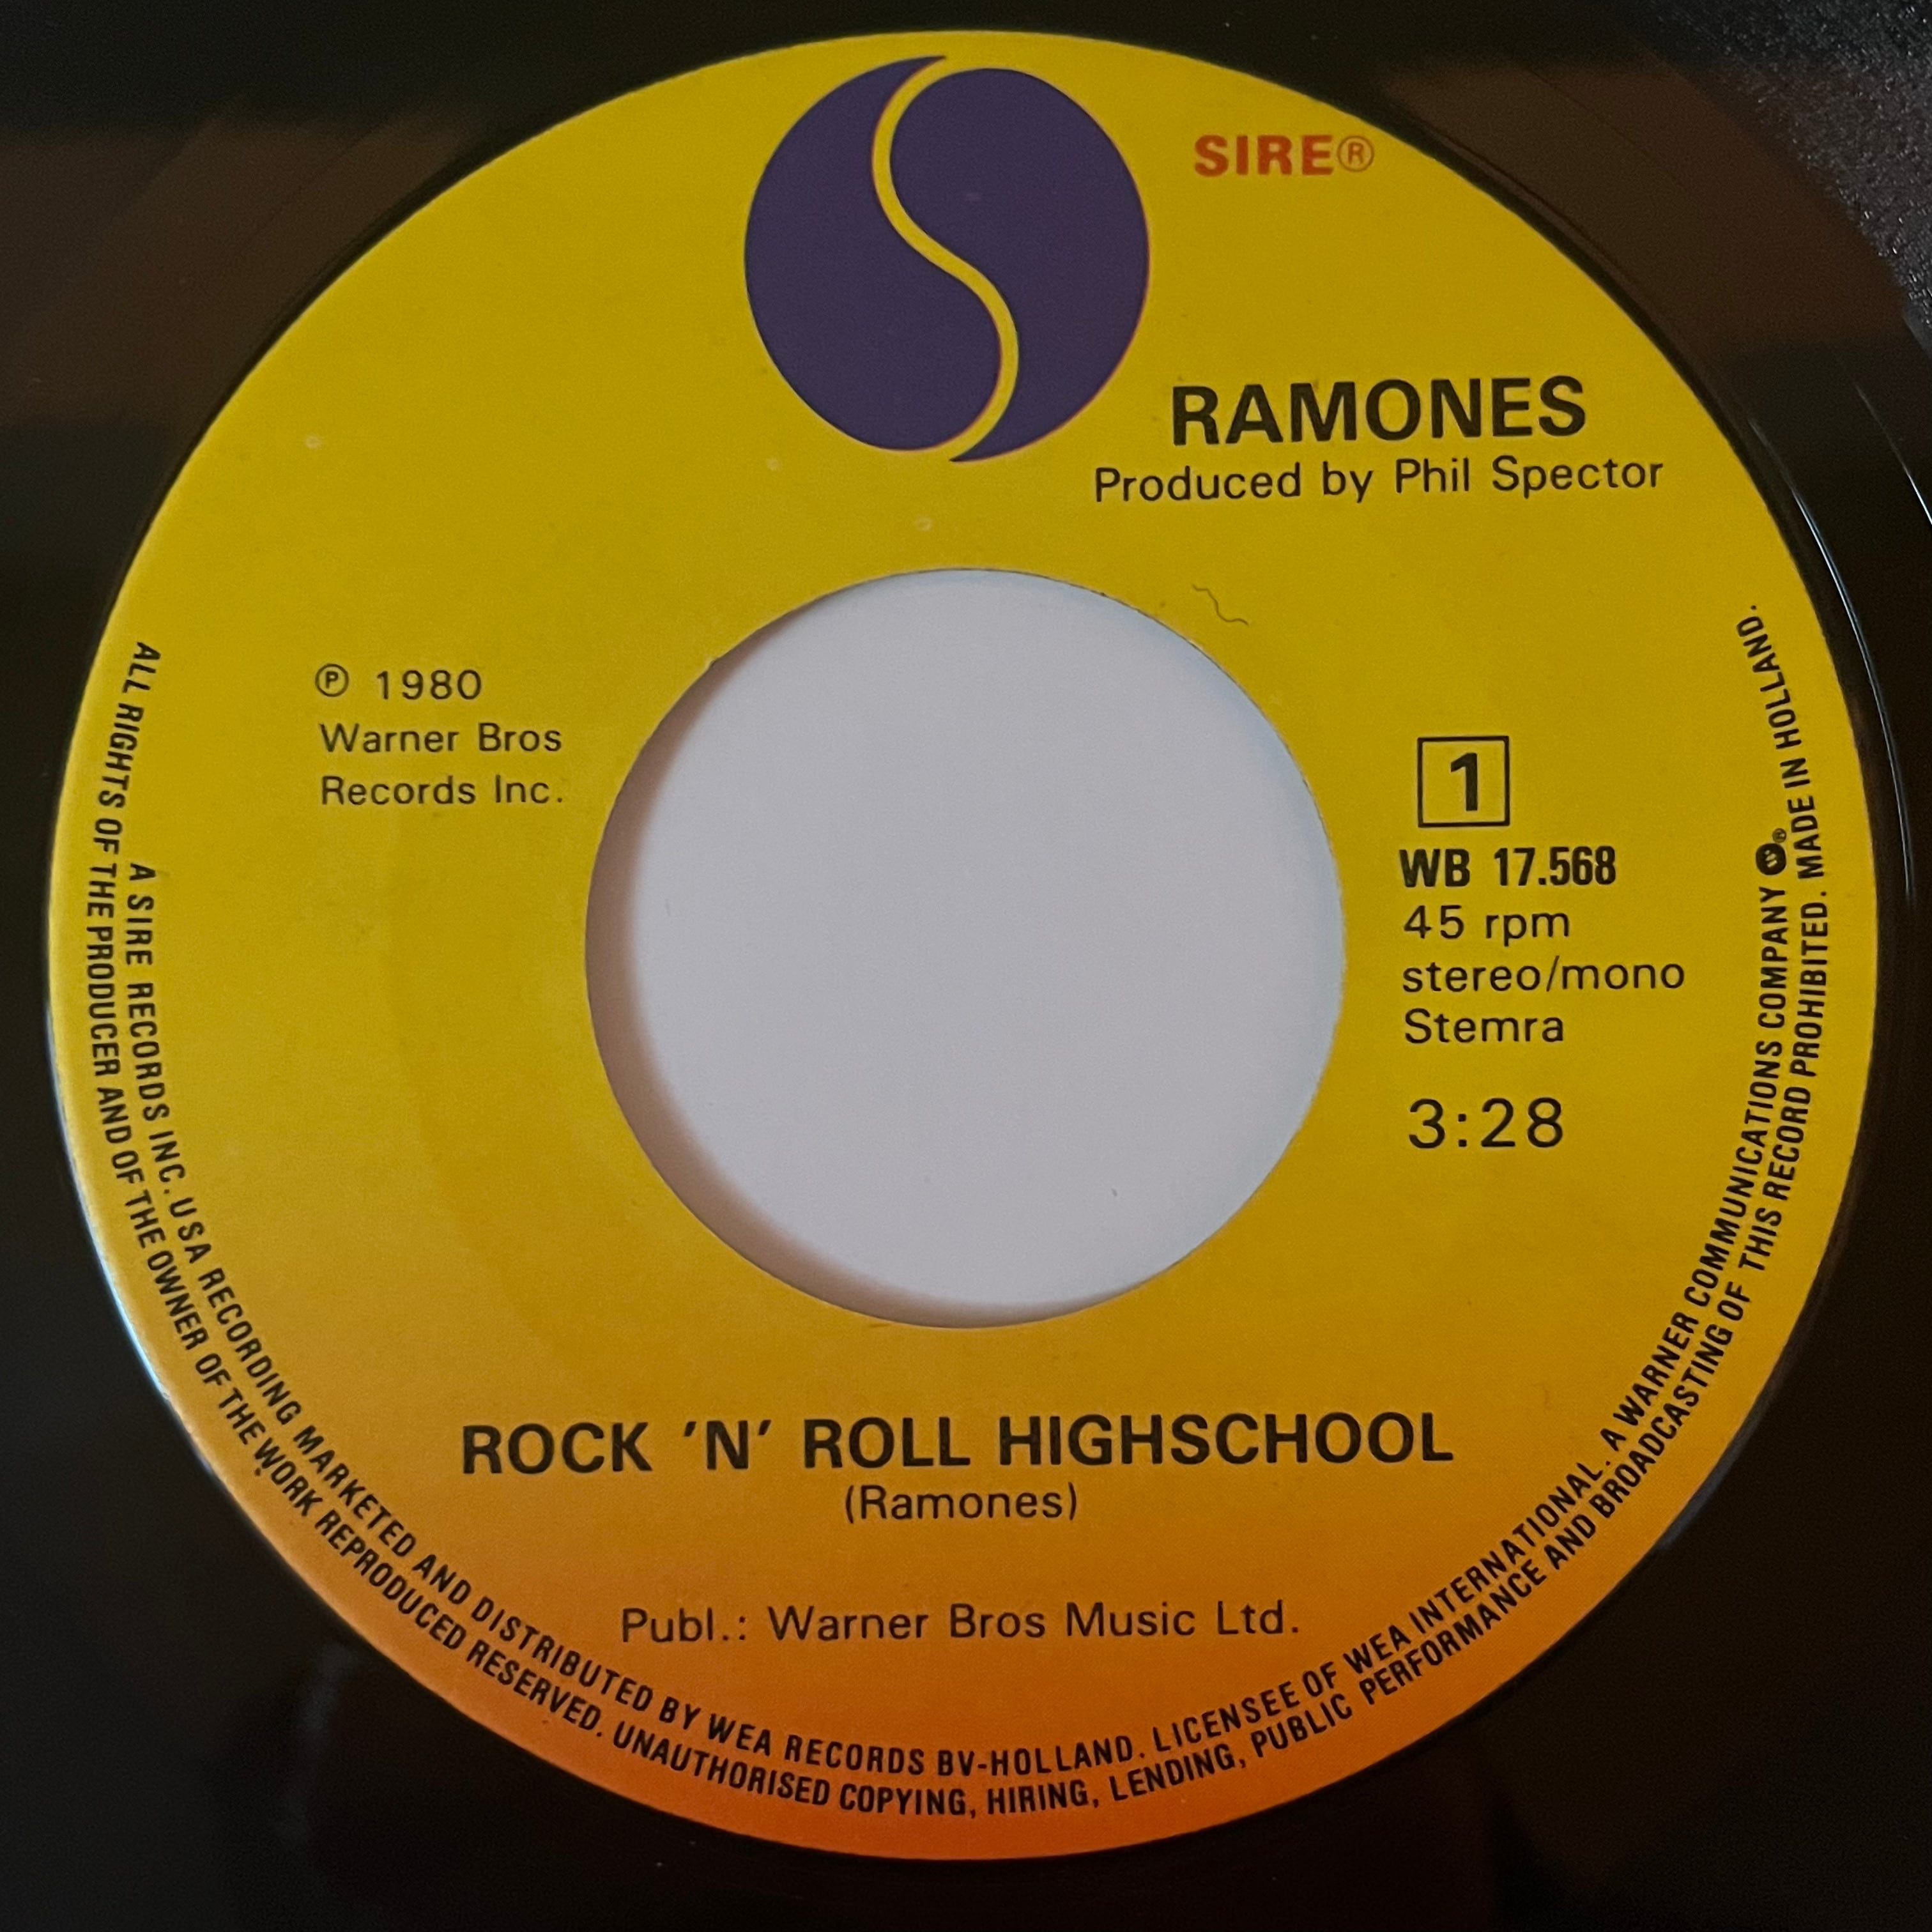 SIRE®
RAMONES
Produced by Phil Spector
℗ 1980
Warner Bros
Records Inc.
1
WB 17.568
45 rpm
stereo/mono
Stemra
3:28
ROCK 'N' ROLL HIGHSCHOOL
(Ramones)
Publ.: Warner Bros Music Ltd.
A SIRE RECORDS INC. USA RECORDING MARKETED AND DISTRIBUTED BY WEA RECORDS BV-HOLLAND. LICENSEE OF WEA INTERNATIONAL. A WARNER COMMUNICATIONS COMPANY ®
ALL RIGHTS OF THE PRODUCER AND OF THE OWNER OF THE WORK REPRODUCED RESERVED. UNAUTHORISED COPYING, HIRING, LENDING, PUBLIC PERFORMANCE AND BROADCASTING OF THIS RECORD PROHIBITED. MADE IN HOLLAND.